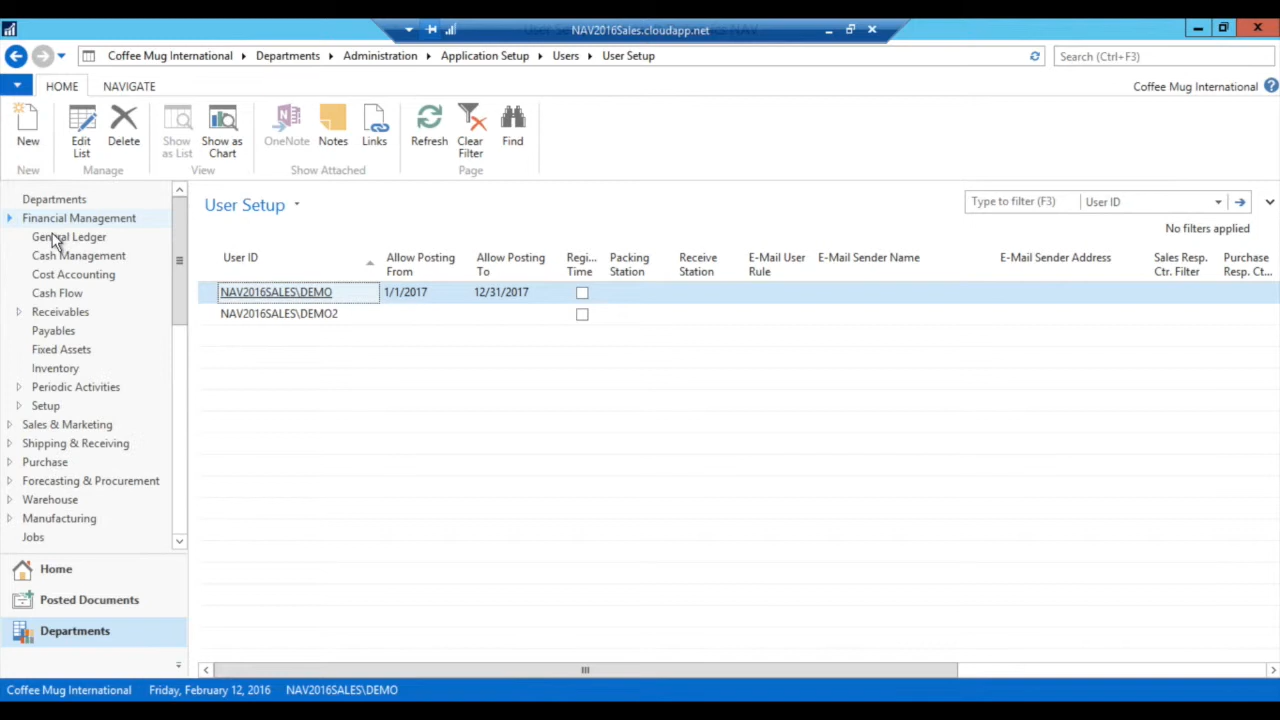 NAV2016Sales.cloudapp.net
Coffee Mug International Departments Administration Application Setup Users User Setup Search (Ctrl+F3)
HOME NAVIGATE Coffee Mug International
New Edit List Delete Show as List Show as Chart OneNote Notes Links Refresh Clear Filter Find
New Manage View Show Attached Page
Departments
Financial Management
General Ledger
Cash Management
Cost Accounting
Cash Flow
Receivables
Payables
Fixed Assets
Inventory
Periodic Activities
Setup
Sales & Marketing
Shipping & Receiving
Purchase
Forecasting & Procurement
Warehouse
Manufacturing
Jobs
Home
Posted Documents
Departments
User Setup Type to filter (F3) User ID
No filters applied
User ID Allow Posting From Allow Posting To Regi... Time Packing Station Receive Station E-Mail User Rule E-Mail Sender Name E-Mail Sender Address Sales Resp. Ctr. Filter Purchase Resp. Ct...
NAV2016SALES\DEMO 1/1/2017 12/31/2017
NAV2016SALES\DEMO2
Coffee Mug International Friday, February 12, 2016 NAV2016SALES\DEMO